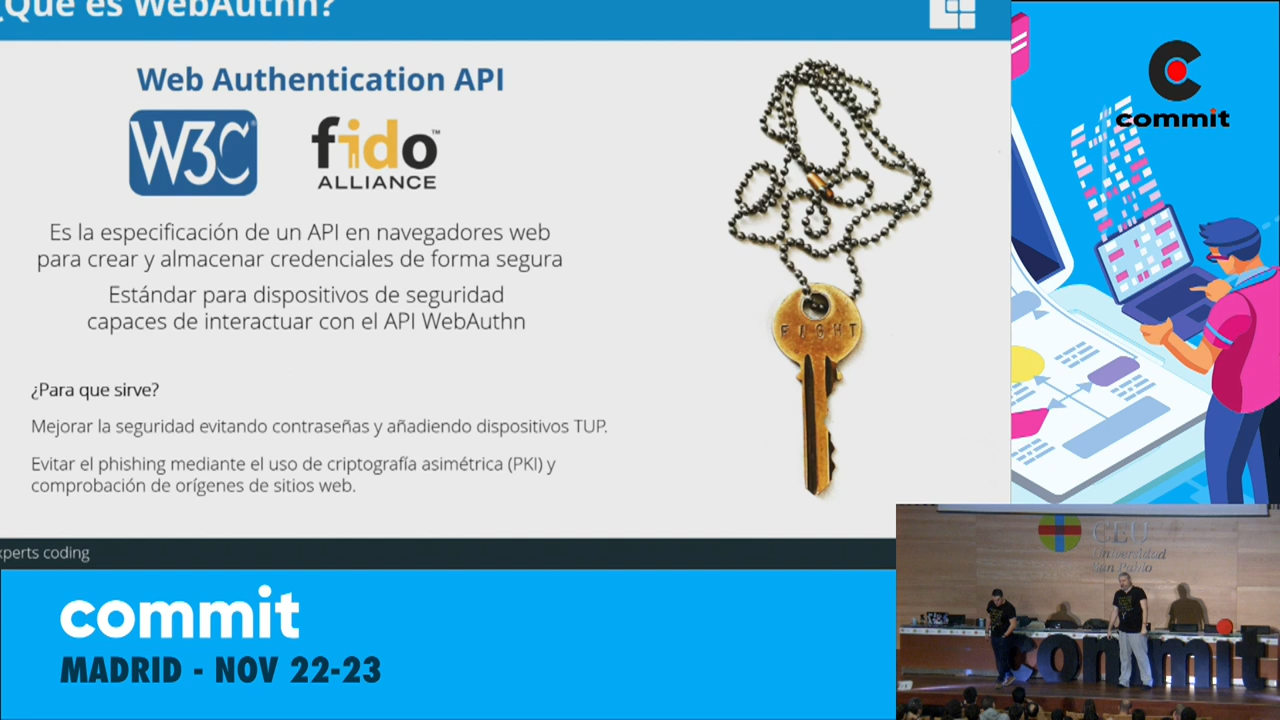 ¿Qué es WebAuthn?
Web Authentication API
W3C®
fido™
ALLIANCE
Es la especificación de un API en navegadores web
para crear y almacenar credenciales de forma segura
Estándar para dispositivos de seguridad
capaces de interactuar con el API WebAuthn
¿Para que sirve?
Mejorar la seguridad evitando contraseñas y añadiendo dispositivos TUP.
Evitar el phishing mediante el uso de criptografía asimétrica (PKI) y
comprobación de orígenes de sitios web.
xperts coding
commit
commit
MADRID - NOV 22-23
CEU
Universidad
San Pablo
commit